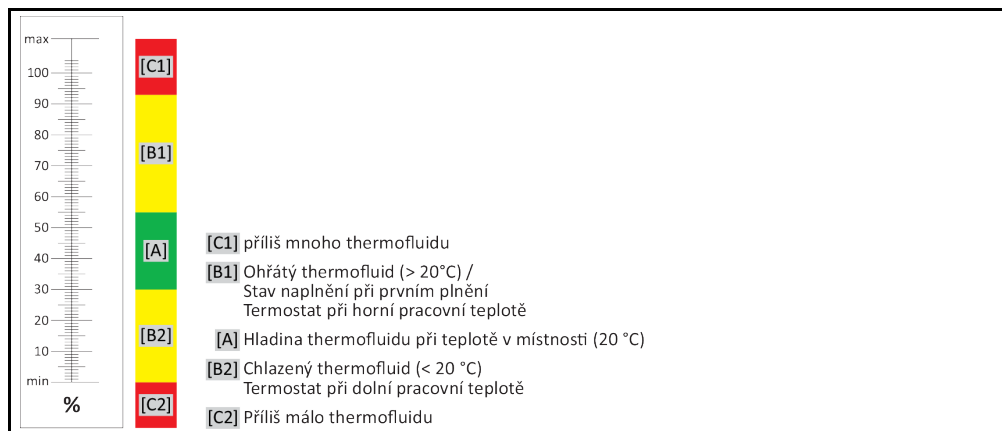 max
100
90
80
70
60
50
40
30
20
10
min
%
[C1]
[B1]
[A]
[B2]
[C2]
[C1] příliš mnoho thermofluidu
[B1] Ohřátý thermofluid (> 20°C) /
Stav naplnění při prvním plnění
Termostat při horní pracovní teplotě
[A] Hladina thermofluidu při teplotě v místnosti (20 °C)
[B2] Chlazený thermofluid (< 20 °C)
Termostat při dolní pracovní teplotě
[C2] Příliš málo thermofluidu